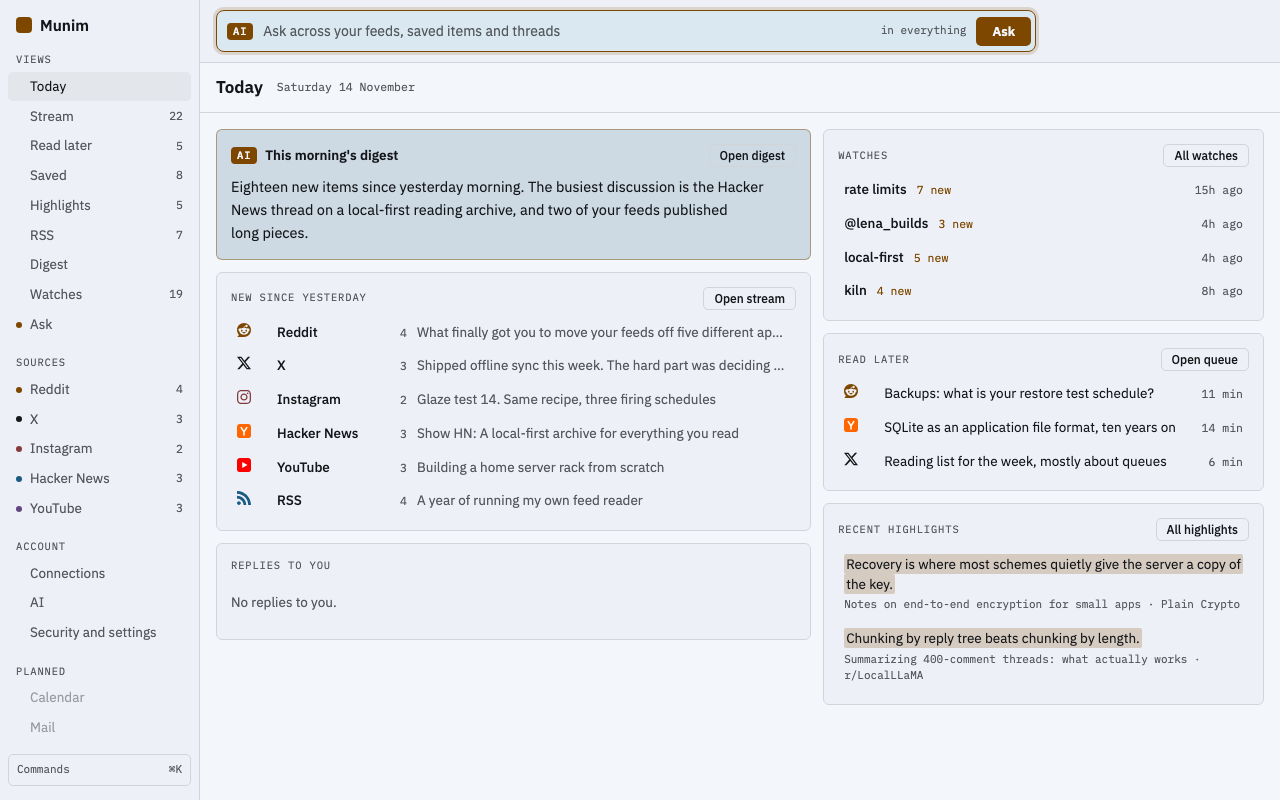 Munim
VIEWS
Today
Stream 22
Read later 5
Saved 8
Highlights 5
RSS 7
Digest
Watches 19
Ask
SOURCES
Reddit 4
X 3
Instagram 2
Hacker News 3
YouTube 3
ACCOUNT
Connections
AI
Security and settings
PLANNED
Calendar
Mail
Commands ⌘K
AI Ask across your feeds, saved items and threads in everything Ask
Today Saturday 14 November
AI This morning's digest Open digest
Eighteen new items since yesterday morning. The busiest discussion is the Hacker
News thread on a local-first reading archive, and two of your feeds published
long pieces.
NEW SINCE YESTERDAY Open stream
Reddit 4 What finally got you to move your feeds off five different ap…
X 3 Shipped offline sync this week. The hard part was deciding …
Instagram 2 Glaze test 14. Same recipe, three firing schedules
Hacker News 3 Show HN: A local-first archive for everything you read
YouTube 3 Building a home server rack from scratch
RSS 4 A year of running my own feed reader
REPLIES TO YOU
No replies to you.
WATCHES All watches
rate limits 7 new 15h ago
@lena_builds 3 new 4h ago
local-first 5 new 4h ago
kiln 4 new 8h ago
READ LATER Open queue
Backups: what is your restore test schedule? 11 min
SQLite as an application file format, ten years on 14 min
Reading list for the week, mostly about queues 6 min
RECENT HIGHLIGHTS All highlights
Recovery is where most schemes quietly give the server a copy of
the key.
Notes on end-to-end encryption for small apps · Plain Crypto
Chunking by reply tree beats chunking by length.
Summarizing 400-comment threads: what actually works ·
r/LocalLLaMA